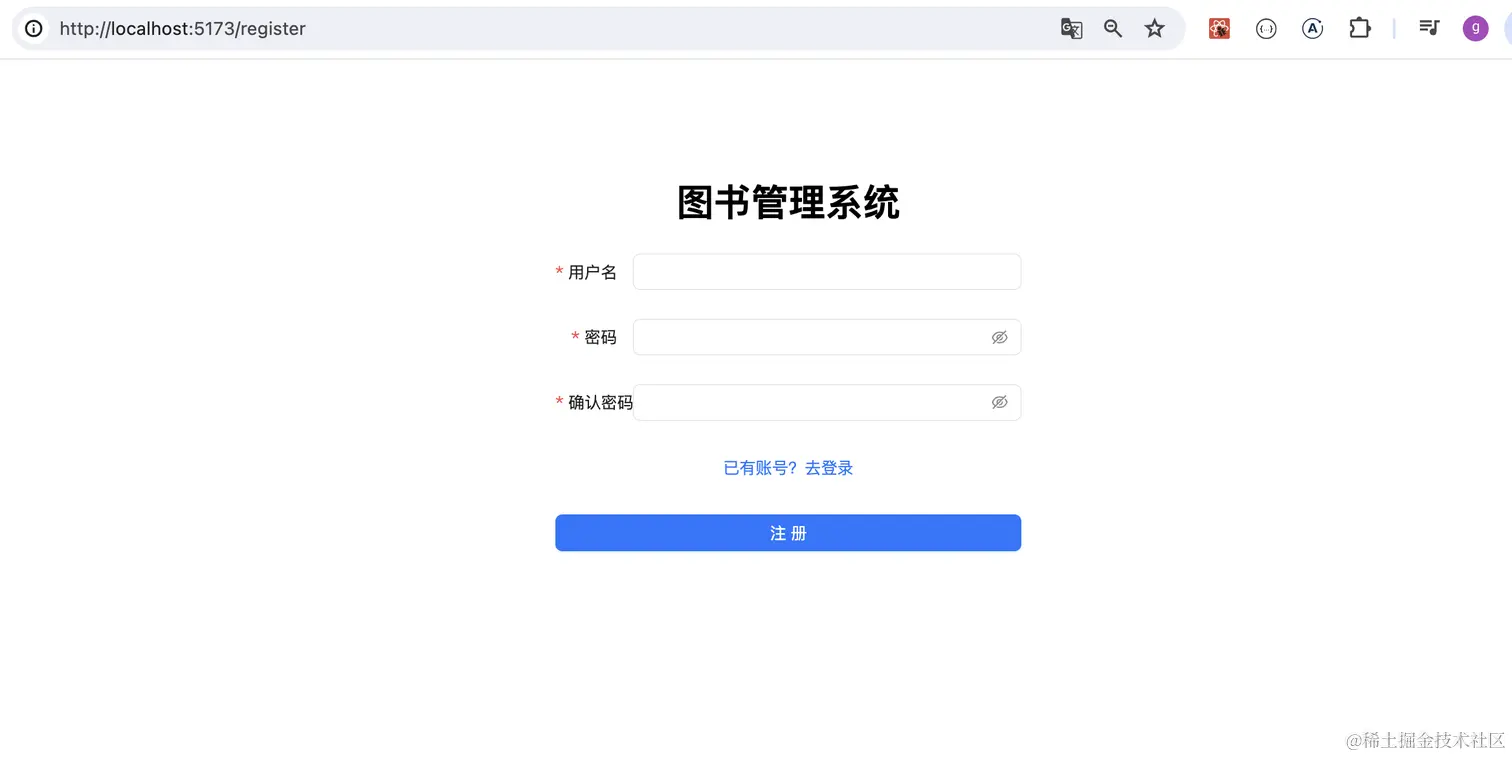 http://localhost:5173/register
g
图书管理系统
* 用户名
* 密码
* 确认密码
已有账号？去登录
注 册
@稀土掘金技术社区